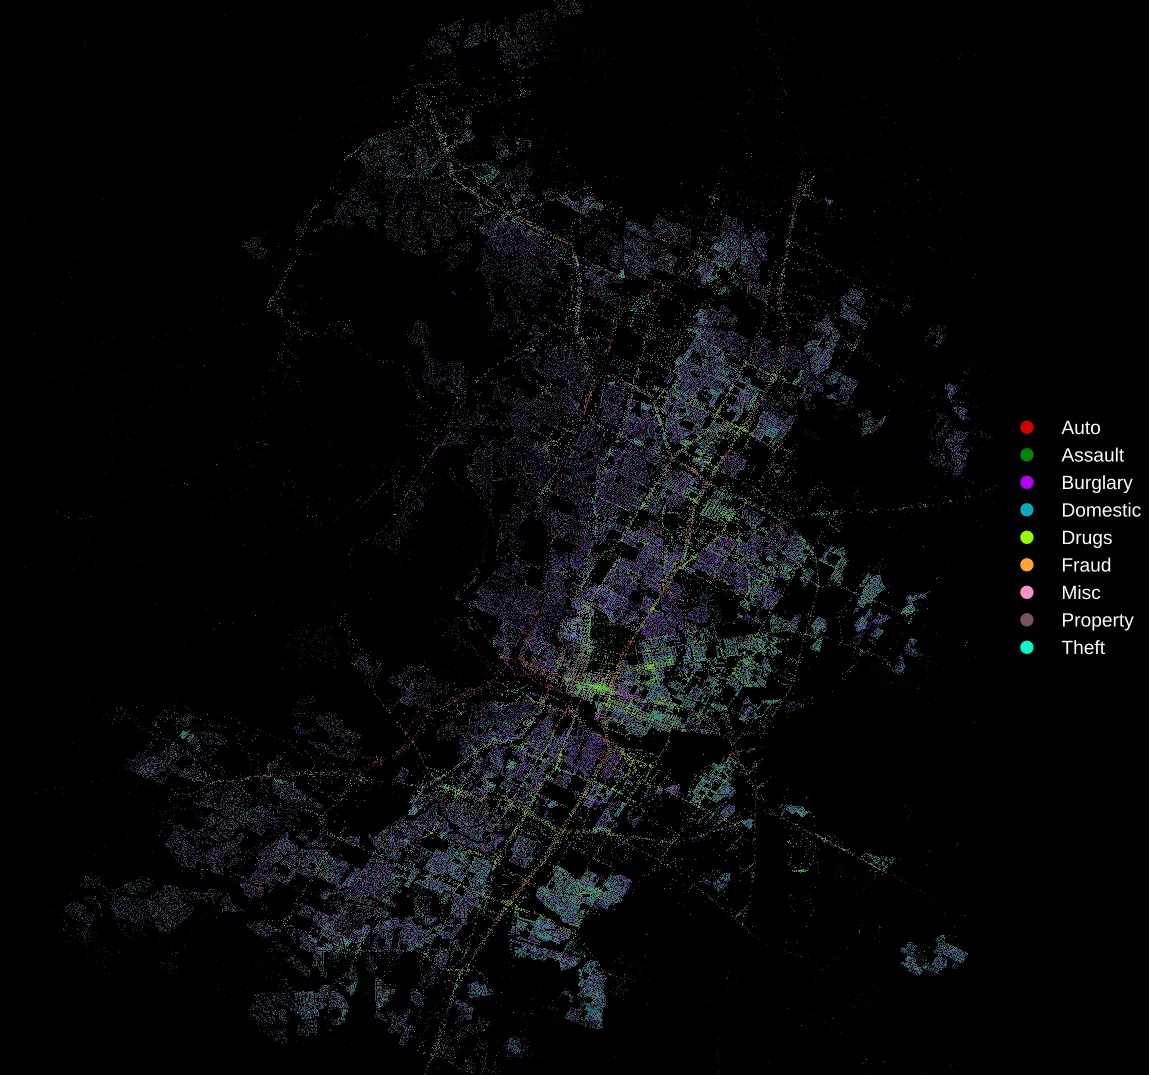 Auto
Assault
Burglary
Domestic
Drugs
Fraud
Misc
Property
Theft